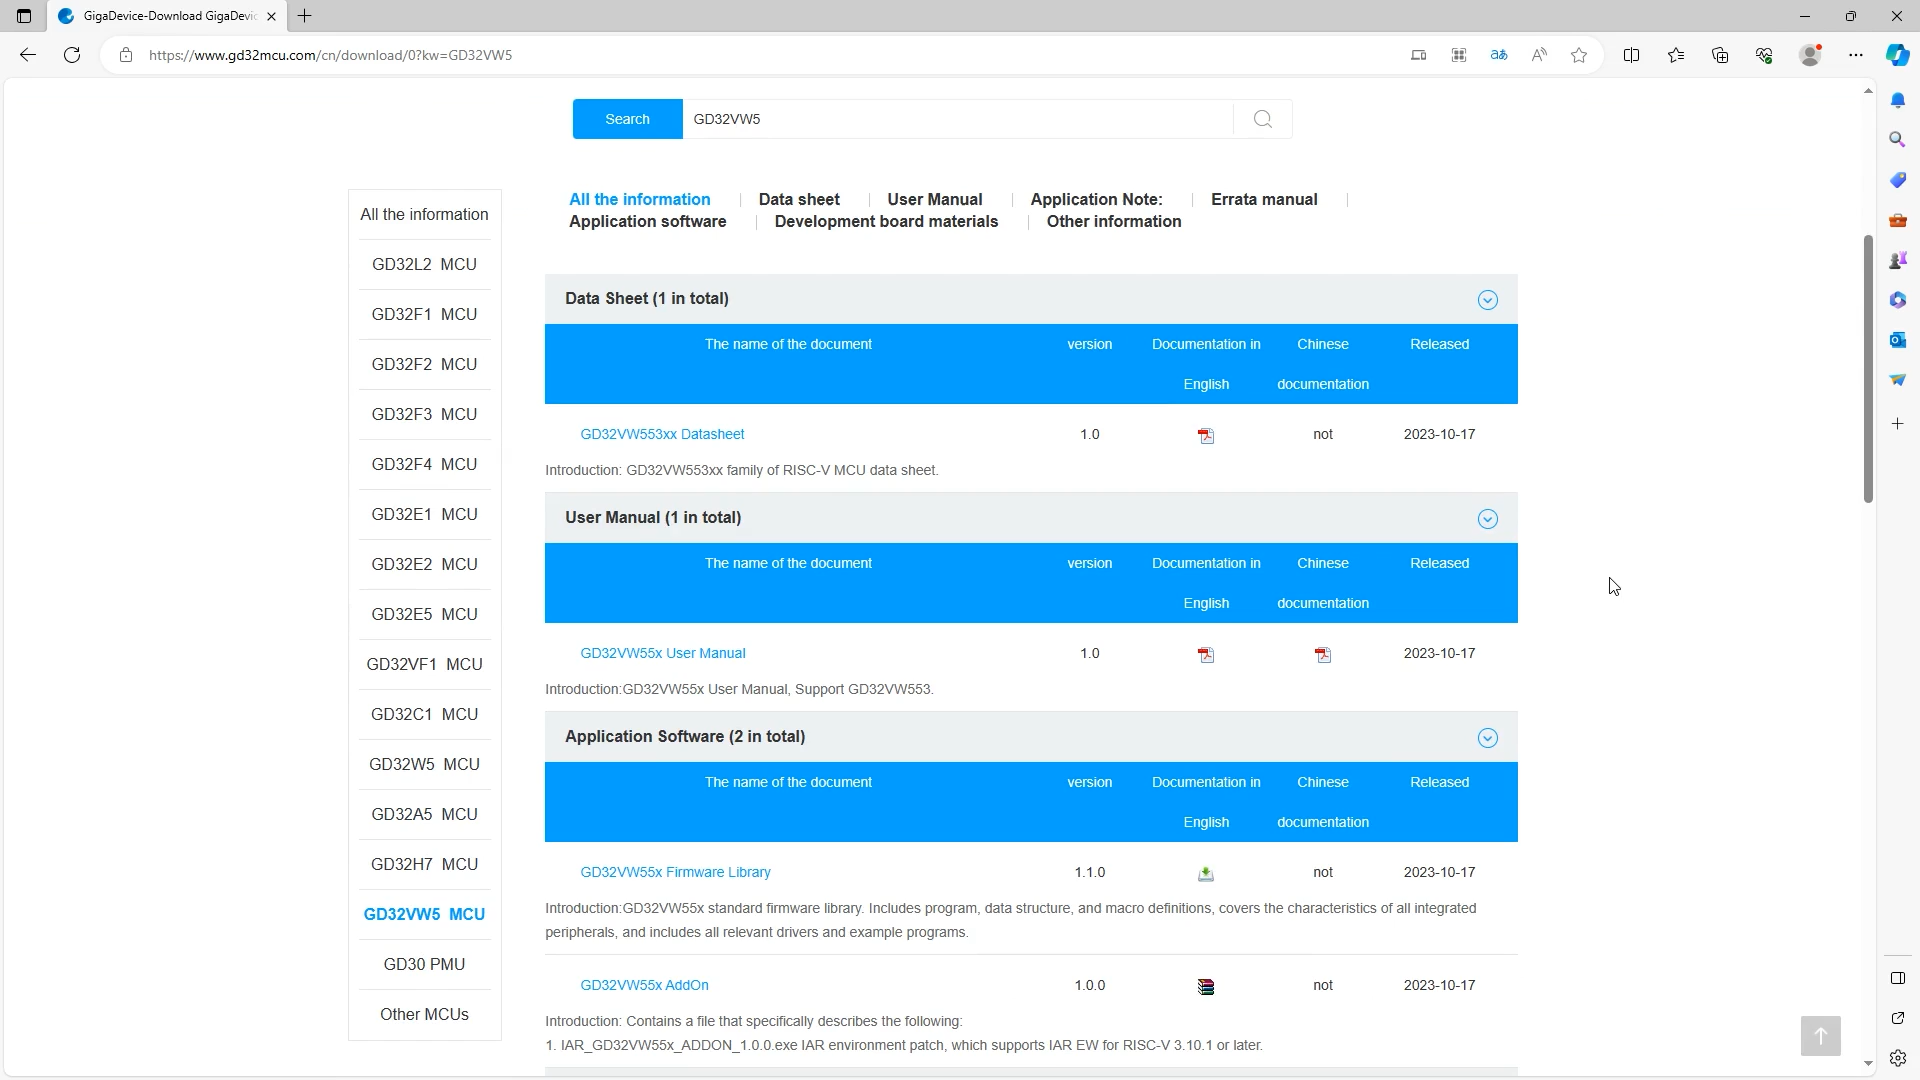 GigaDevice-Download GigaDevic
https://www.gd32mcu.com/cn/download/0?kw=GD32VW5
Search
GD32VW5
All the information
GD32L2 MCU
GD32F1 MCU
GD32F2 MCU
GD32F3 MCU
GD32F4 MCU
GD32E1 MCU
GD32E2 MCU
GD32E5 MCU
GD32VF1 MCU
GD32C1 MCU
GD32W5 MCU
GD32A5 MCU
GD32H7 MCU
GD32VW5 MCU
GD30 PMU
Other MCUs
All the information Data sheet User Manual Application Note: Errata manual
Application software Development board materials Other information
Data Sheet (1 in total)
The name of the document version Documentation in English Chinese documentation Released
GD32VW553xx Datasheet 1.0 not 2023-10-17
Introduction: GD32VW553xx family of RISC-V MCU data sheet.
User Manual (1 in total)
The name of the document version Documentation in English Chinese documentation Released
GD32VW55x User Manual 1.0 2023-10-17
Introduction:GD32VW55x User Manual, Support GD32VW553.
Application Software (2 in total)
The name of the document version Documentation in English Chinese documentation Released
GD32VW55x Firmware Library 1.1.0 not 2023-10-17
Introduction:GD32VW55x standard firmware library. Includes program, data structure, and macro definitions, covers the characteristics of all integrated
peripherals, and includes all relevant drivers and example programs.
GD32VW55x AddOn 1.0.0 not 2023-10-17
Introduction: Contains a file that specifically describes the following:
1. IAR_GD32VW55x_ADDON_1.0.0.exe IAR environment patch, which supports IAR EW for RISC-V 3.10.1 or later.